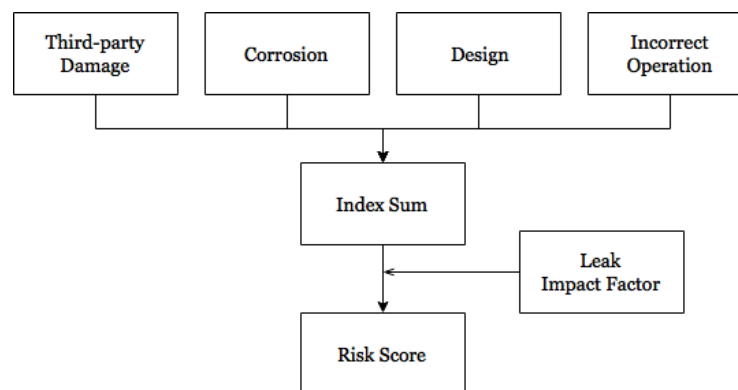 Third-party
Damage
Corrosion
Design
Incorrect
Operation
Index Sum
Leak
Impact Factor
Risk Score